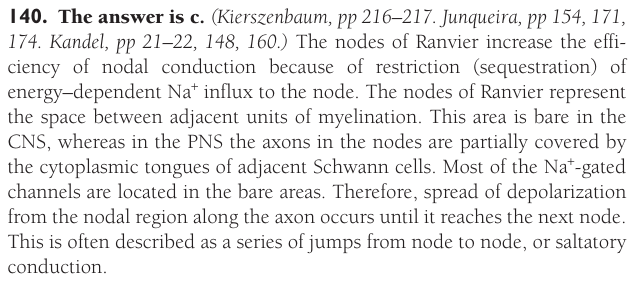 140. The answer is c. (Kierszenbaum, pp 216–217. Junqueira, pp 154, 171,
174. Kandel, pp 21–22, 148, 160.) The nodes of Ranvier increase the effi-
ciency of nodal conduction because of restriction (sequestration) of
energy–dependent Na⁺ influx to the node. The nodes of Ranvier represent
the space between adjacent units of myelination. This area is bare in the
CNS, whereas in the PNS the axons in the nodes are partially covered by
the cytoplasmic tongues of adjacent Schwann cells. Most of the Na⁺-gated
channels are located in the bare areas. Therefore, spread of depolarization
from the nodal region along the axon occurs until it reaches the next node.
This is often described as a series of jumps from node to node, or saltatory
conduction.